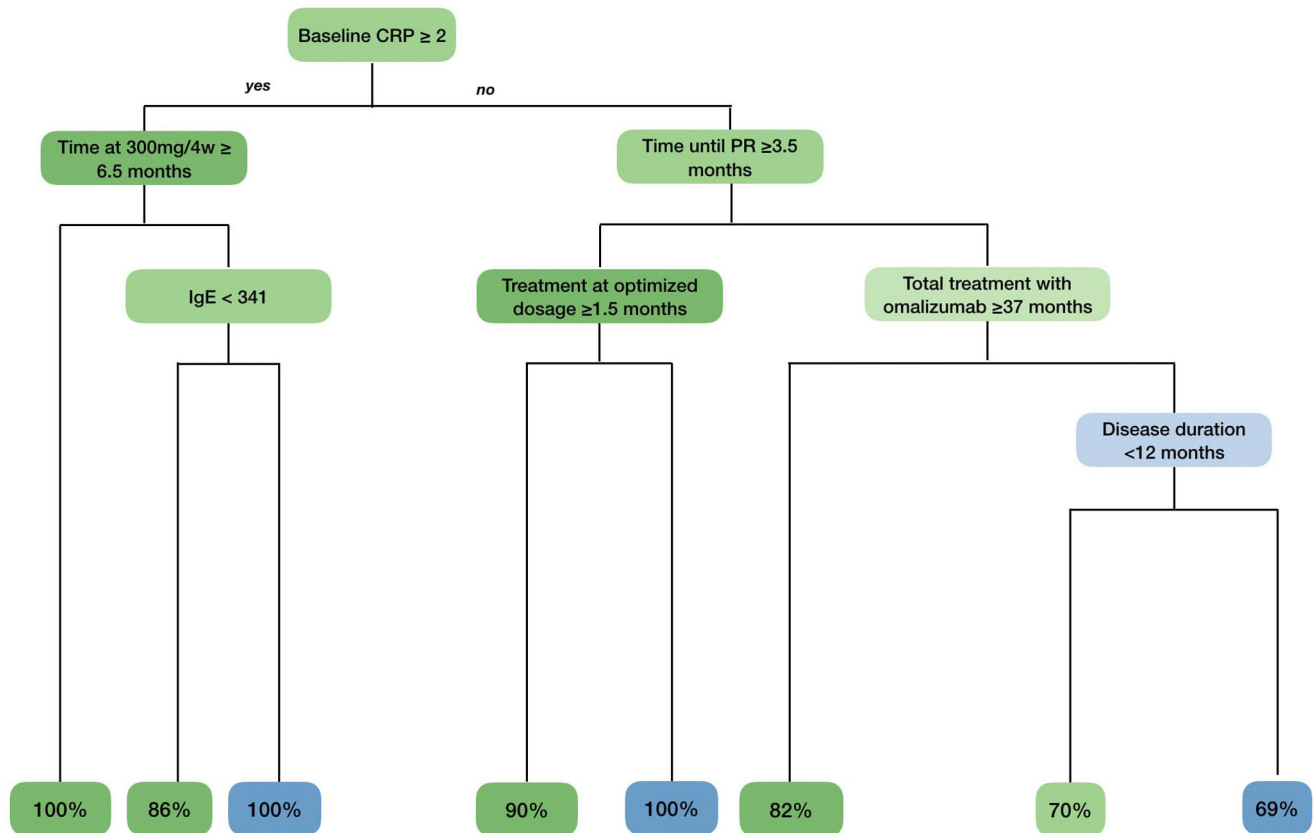 Baseline CRP ≥ 2
yes
no
Time at 300mg/4w ≥
6.5 months
Time until PR ≥3.5
months
IgE < 341
Treatment at optimized
dosage ≥1.5 months
Total treatment with
omalizumab ≥37 months
Disease duration
<12 months
100%
86%
100%
90%
100%
82%
70%
69%